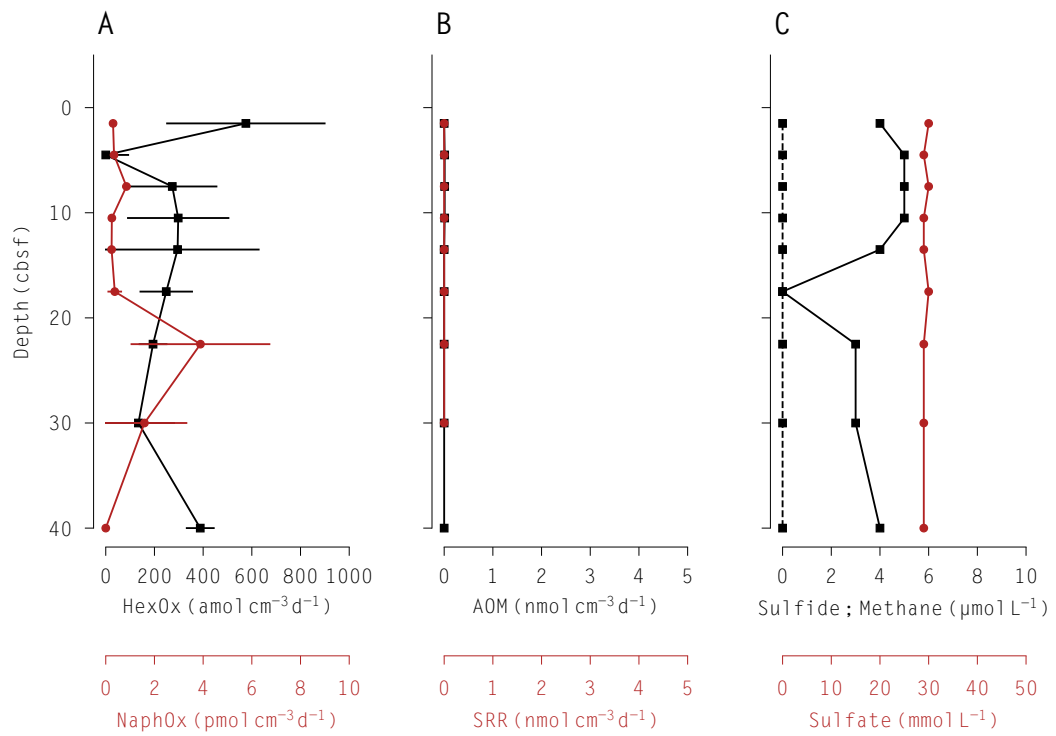 A B C
0
10
20
30
40
Depth (cbsf)
0 200 400 600 800 1000
HexOx (amol cm⁻³ d⁻¹)
0 2 4 6 8 10
NaphOx (pmol cm⁻³ d⁻¹)
0 1 2 3 4 5
AOM (nmol cm⁻³ d⁻¹)
0 1 2 3 4 5
SRR (nmol cm⁻³ d⁻¹)
0 2 4 6 8 10
Sulfide ; Methane (µmol L⁻¹)
0 10 20 30 40 50
Sulfate (mmol L⁻¹)